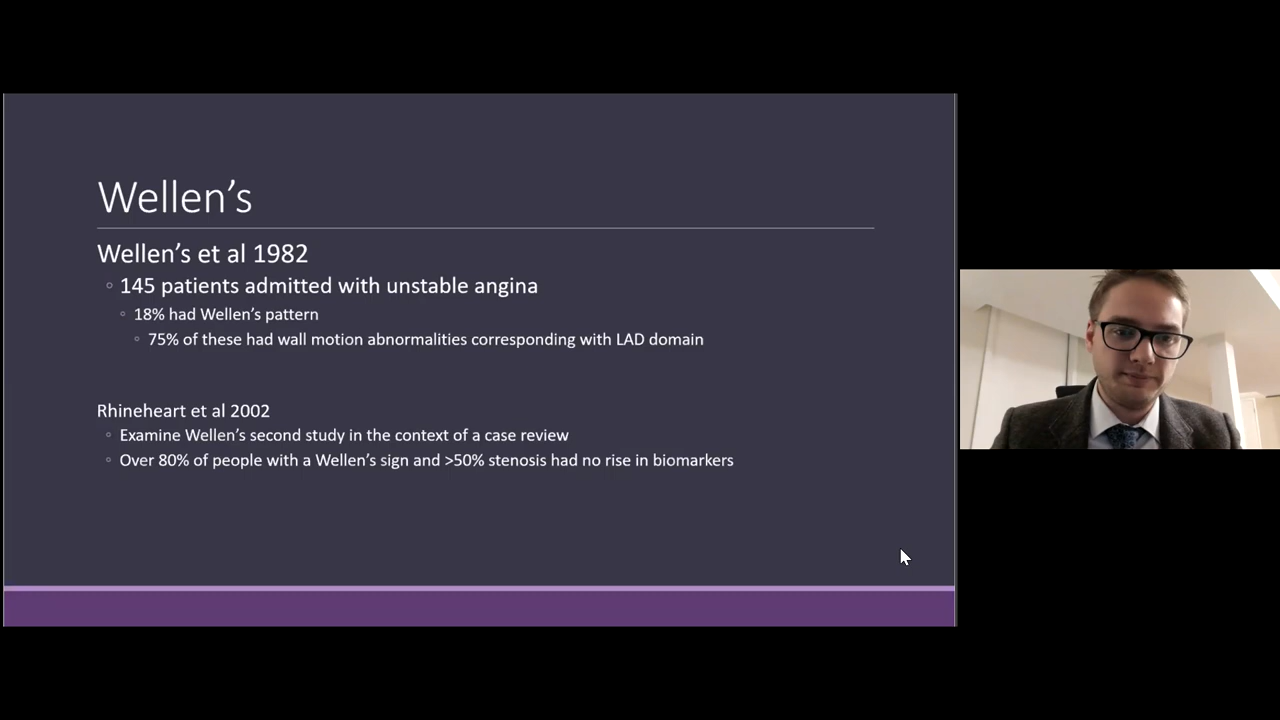 Wellen’s
Wellen’s et al 1982
145 patients admitted with unstable angina
18% had Wellen’s pattern
75% of these had wall motion abnormalities corresponding with LAD domain
Rhineheart et al 2002
Examine Wellen’s second study in the context of a case review
Over 80% of people with a Wellen’s sign and >50% stenosis had no rise in biomarkers